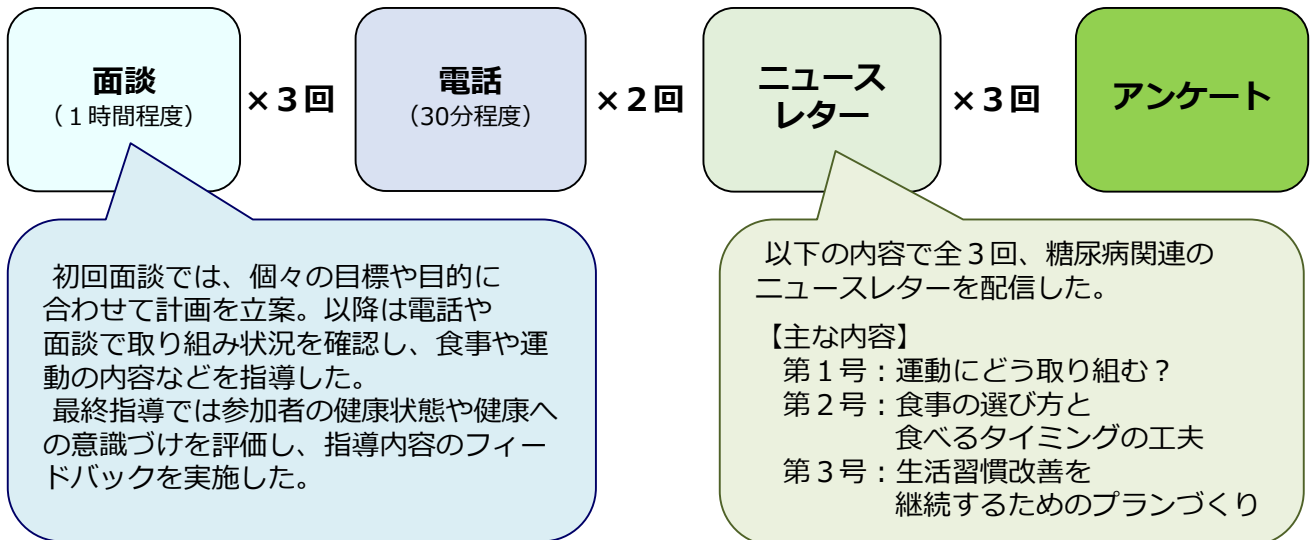 面談
（１時間程度）
×３回
電話
（30分程度）
×２回
ニュース
レター
×３回
アンケート
初回面談では、個々の目標や目的に
合わせて計画を立案。以降は電話や
面談で取り組み状況を確認し、食事や運
動の内容などを指導した。
最終指導では参加者の健康状態や健康へ
の意識づけを評価し、指導内容のフィー
ドバックを実施した。
以下の内容で全３回、糖尿病関連の
ニュースレターを配信した。
【主な内容】
第１号：運動にどう取り組む？
第２号：食事の選び方と
食べるタイミングの工夫
第３号：生活習慣改善を
継続するためのプランづくり